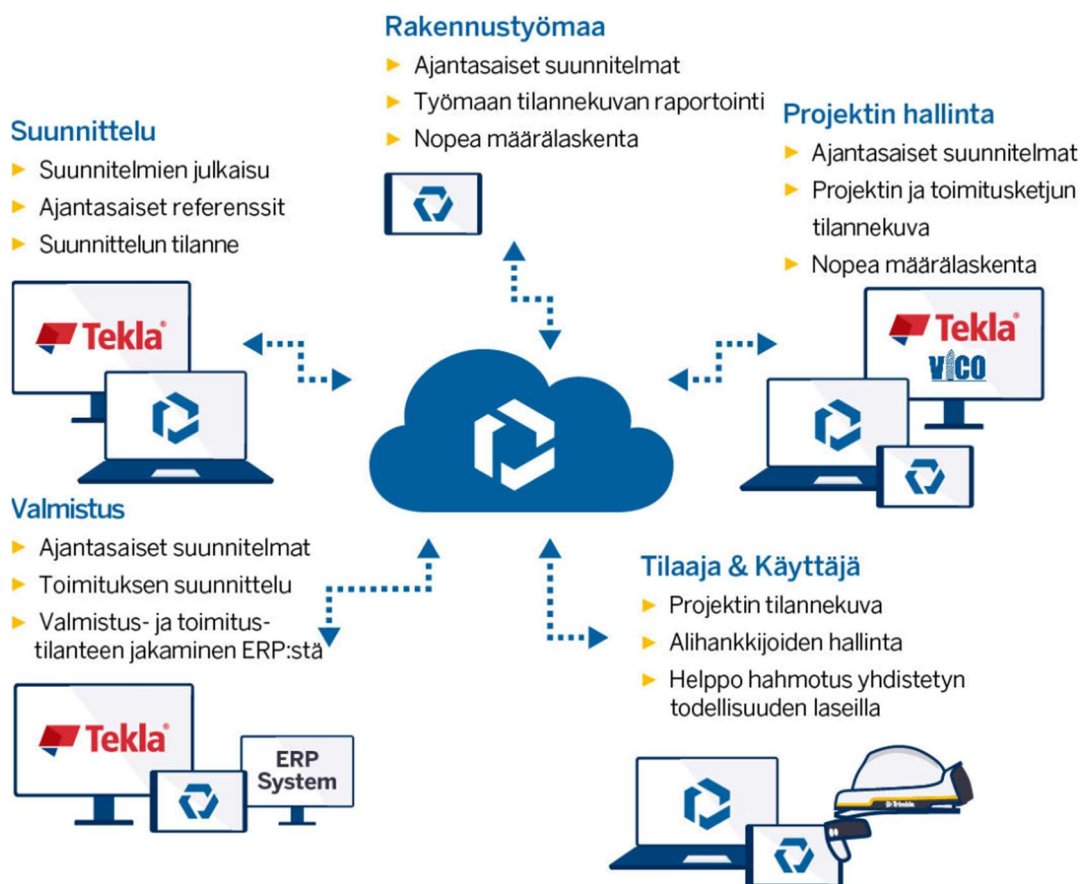 Rakennustyömaa
Ajantasaiset suunnitelmat
Työmaan tilannekuvan raportointi
Nopea määrälaskenta
Suunnittelu
Suunnitelmien julkaisu
Ajantasaiset referenssit
Suunnittelun tilanne
Tekla®
Projektin hallinta
Ajantasaiset suunnitelmat
Projektin ja toimitusketjun
tilannekuva
Nopea määrälaskenta
Tekla®
VICO
Valmistus
Ajantasaiset suunnitelmat
Toimituksen suunnittelu
Valmistus- ja toimitus-
tilanteen jakaminen ERP:stä
Tekla®
ERP
System
Tilaaja & Käyttäjä
Projektin tilannekuva
Alihankkijoiden hallinta
Helppo hahmotus yhdistetyn
todellisuuden laseilla
Trimble